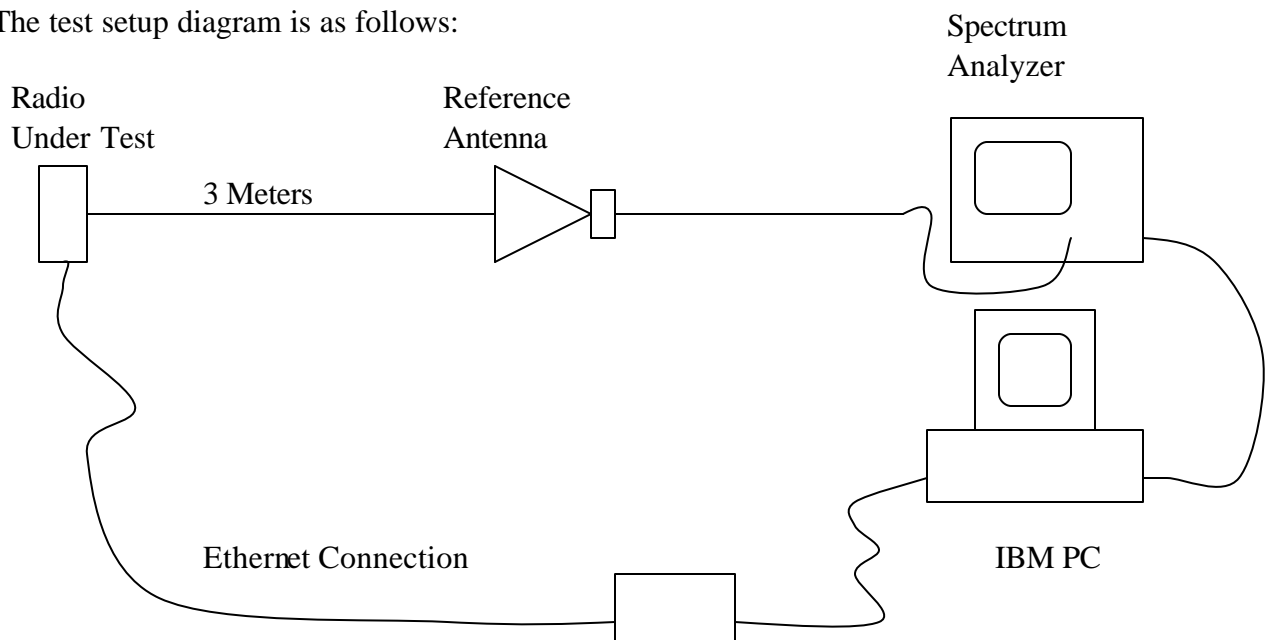 The test setup diagram is as follows:
Spectrum
Analyzer
Radio
Under Test
Reference
Antenna
3 Meters
Ethernet Connection
IBM PC